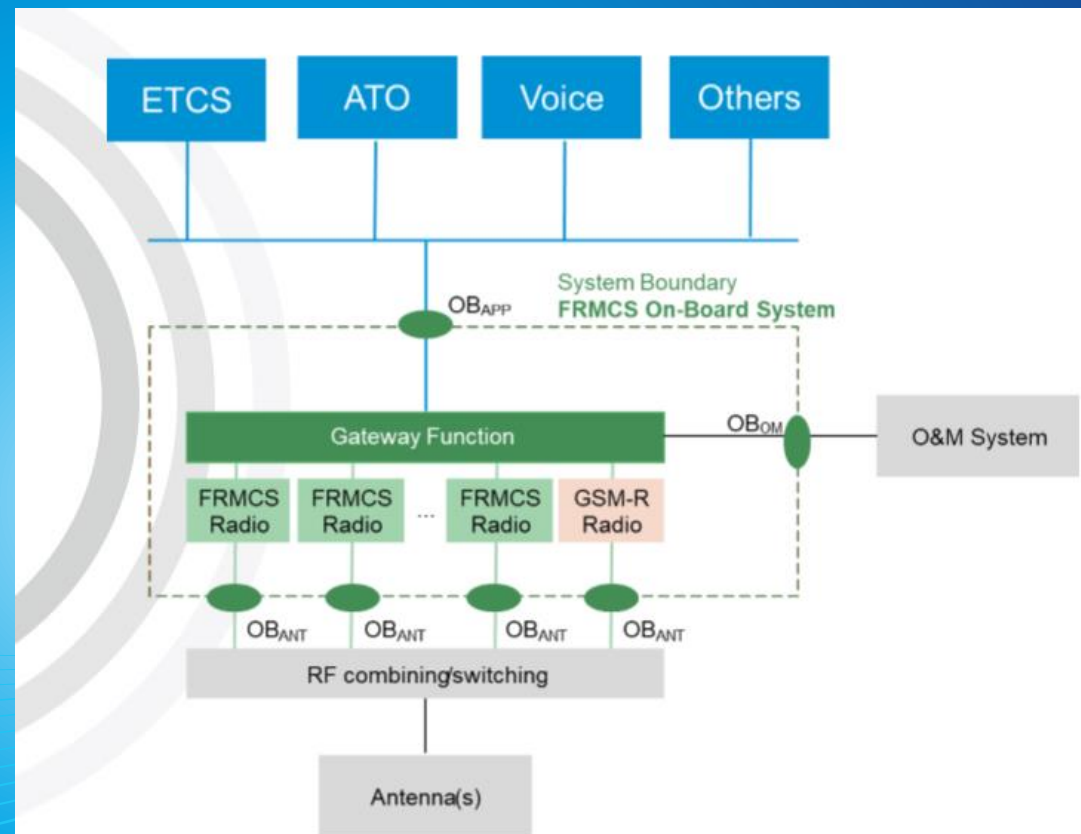 ETCS
ATO
Voice
Others
System Boundary
FRMCS On-Board System
OBAPP
Gateway Function
OBOM
O&M System
FRMCS
Radio
FRMCS
Radio
...
FRMCS
Radio
GSM-R
Radio
OBANT
OBANT
OBANT
OBANT
RF combining/switching
Antenna(s)